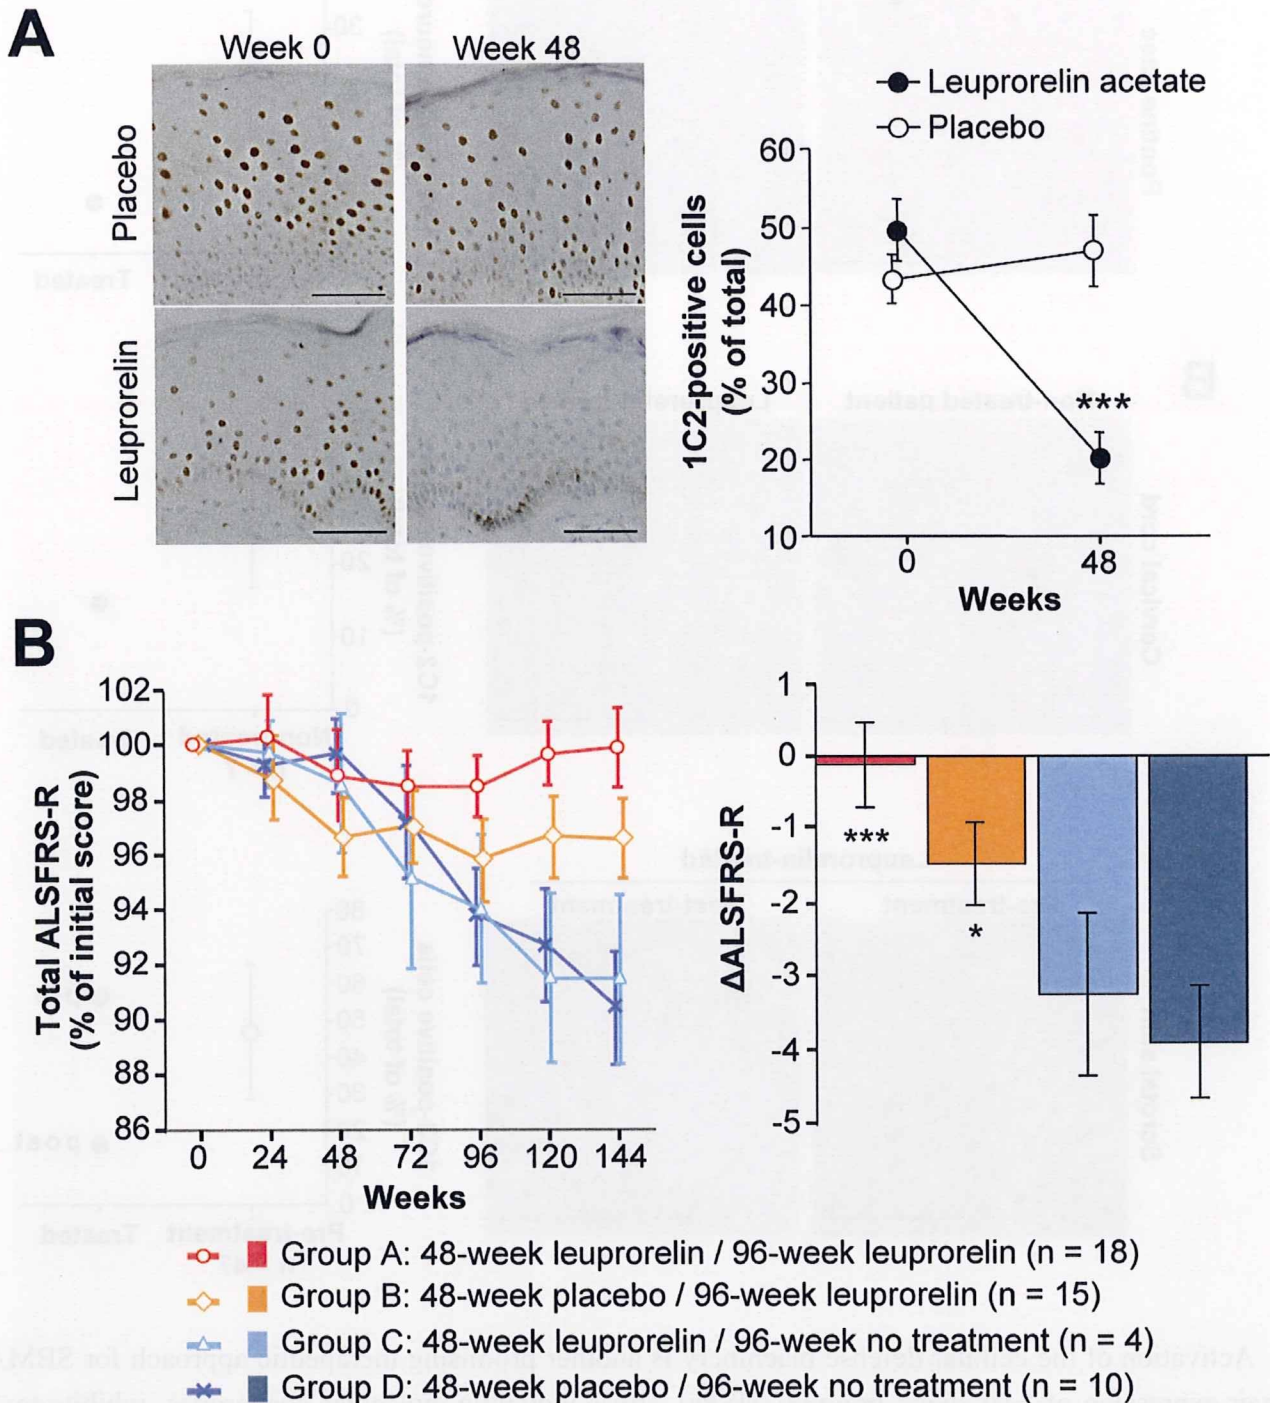 A
Week 0
Week 48
Placebo
Leuprorelin
Leuprorelin acetate
Placebo
1C2-positive cells
(% of total)
60
50
40
30
20
10
***
0
48
Weeks
B
Total ALSFRS-R
(% of initial score)
102
100
98
96
94
92
90
88
86
0 24 48 72 96 120 144
Weeks
ΔALSFRS-R
1
0
-1
-2
-3
-4
-5
***
*
Group A: 48-week leuprorelin / 96-week leuprorelin (n = 18)
Group B: 48-week placebo / 96-week leuprorelin (n = 15)
Group C: 48-week leuprorelin / 96-week no treatment (n = 4)
Group D: 48-week placebo / 96-week no treatment (n = 10)